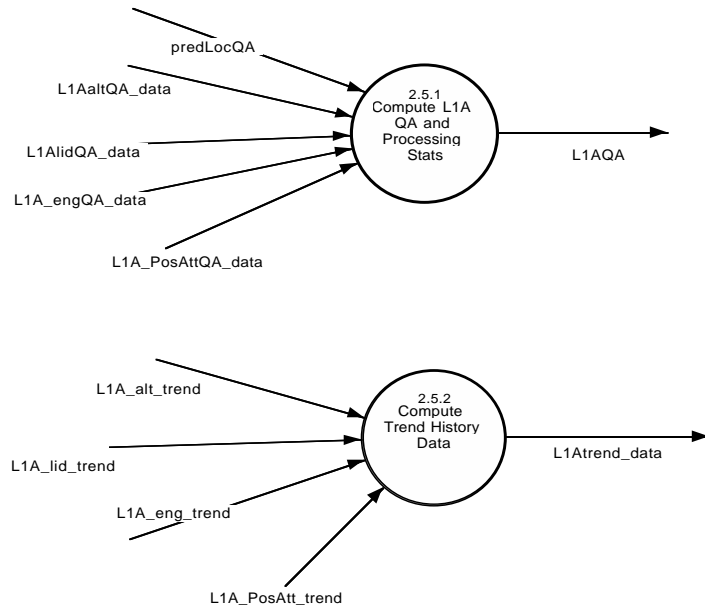 predLocQA
L1AaltQA_data
L1AlidQA_data
L1A_engQA_data
L1A_PosAttQA_data
2.5.1
Compute L1A
QA and
Processing
Stats
L1AQA
L1A_alt_trend
L1A_lid_trend
L1A_eng_trend
L1A_PosAtt_trend
2.5.2
Compute
Trend History
Data
L1Atrend_data